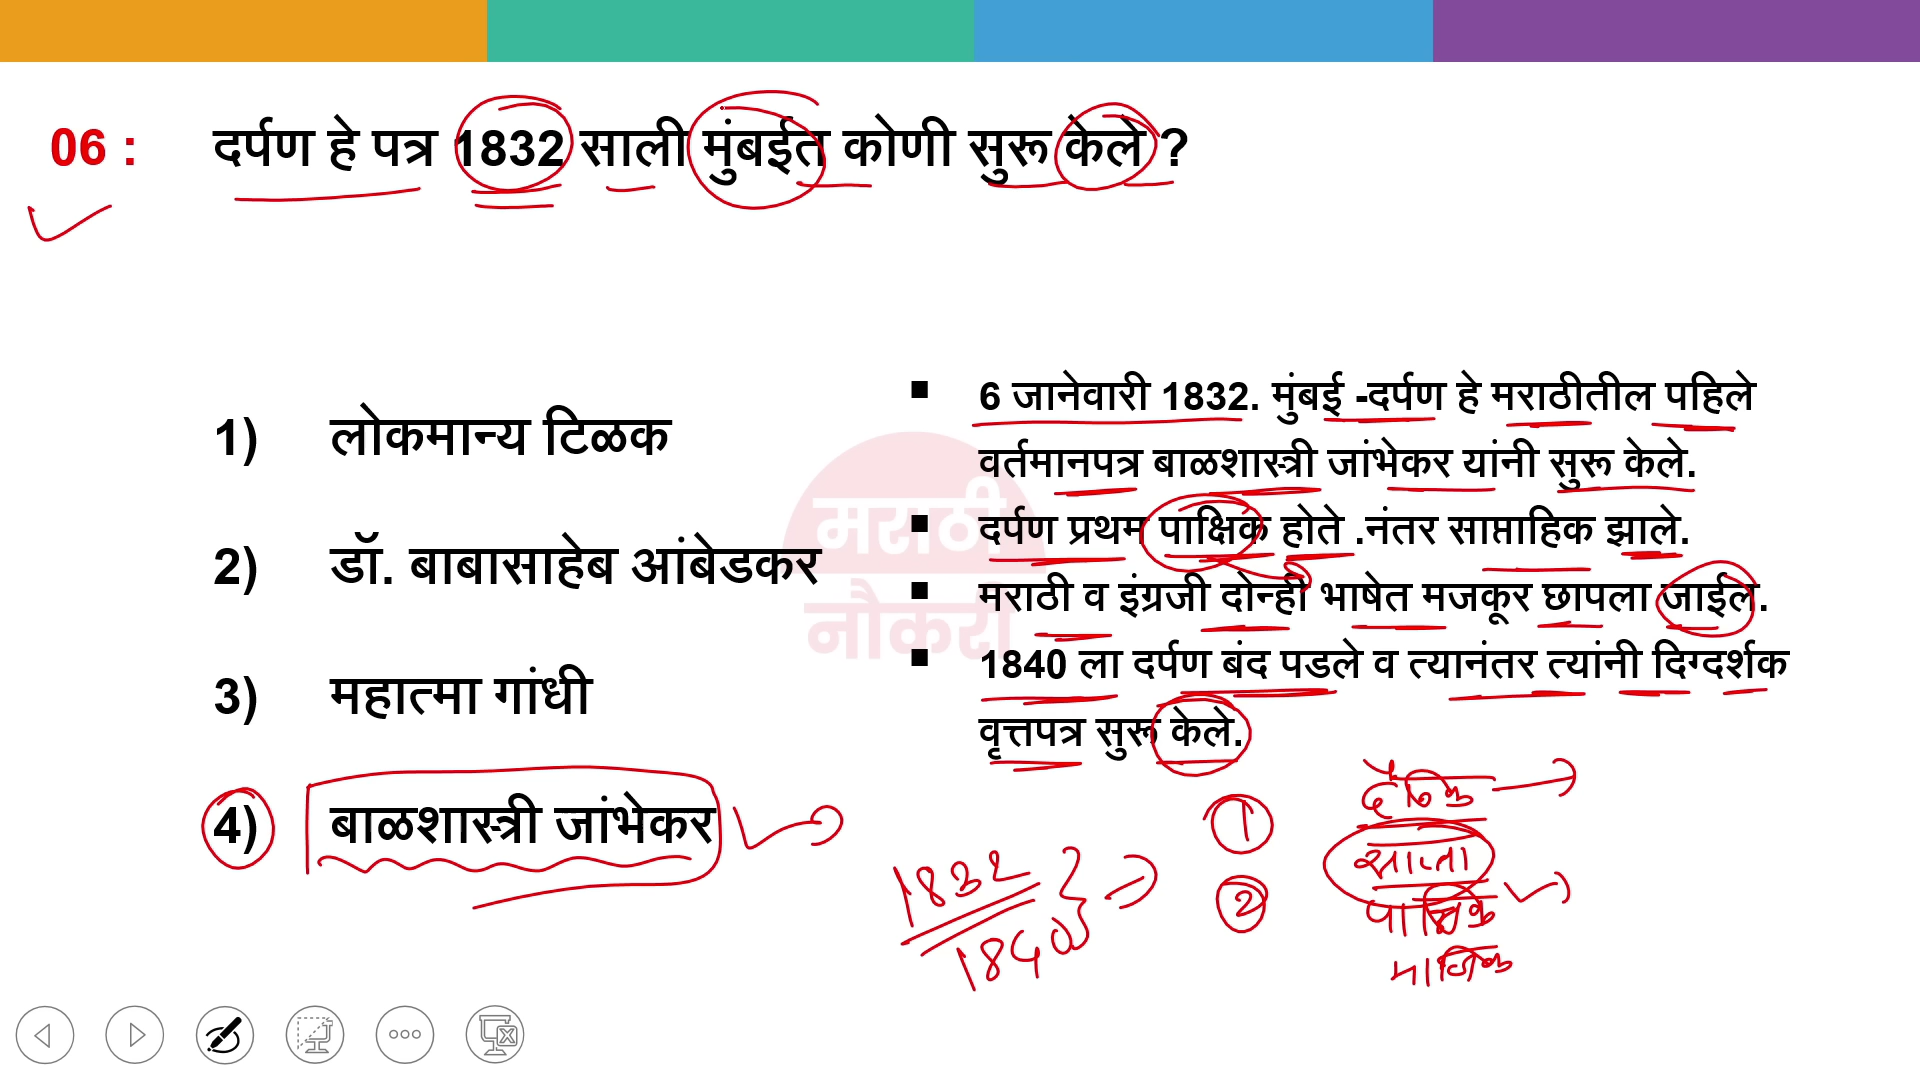 06 : दर्पण हे पत्र 1832 साली मुंबईत कोणी सुरू केले ?
1) लोकमान्य टिळक
2) डॉ. बाबासाहेब आंबेडकर
3) महात्मा गांधी
4) बाळशास्त्री जांभेकर
▪ 6 जानेवारी 1832. मुंबई -दर्पण हे मराठीतील पहिले
वर्तमानपत्र बाळशास्त्री जांभेकर यांनी सुरू केले.
▪ दर्पण प्रथम पाक्षिक होते .नंतर साप्ताहिक झाले.
▪ मराठी व इंग्रजी दोन्ही भाषेत मजकूर छापला जाईल.
▪ 1840 ला दर्पण बंद पडले व त्यानंतर त्यांनी दिग्दर्शक
वृत्तपत्र सुरू केले.
मराठी
नौकरी
1832
1840
1
2
दैनिक
साप्ता
पाक्षिक
मासिक